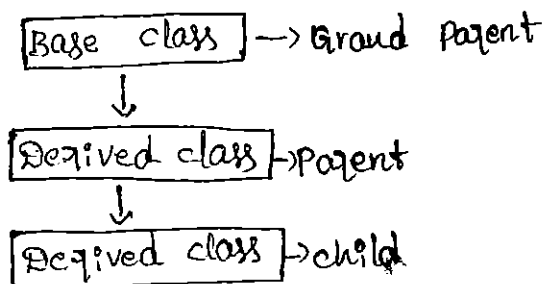 Base class → Grand Parent
Derived class → Parent
Derived class → child